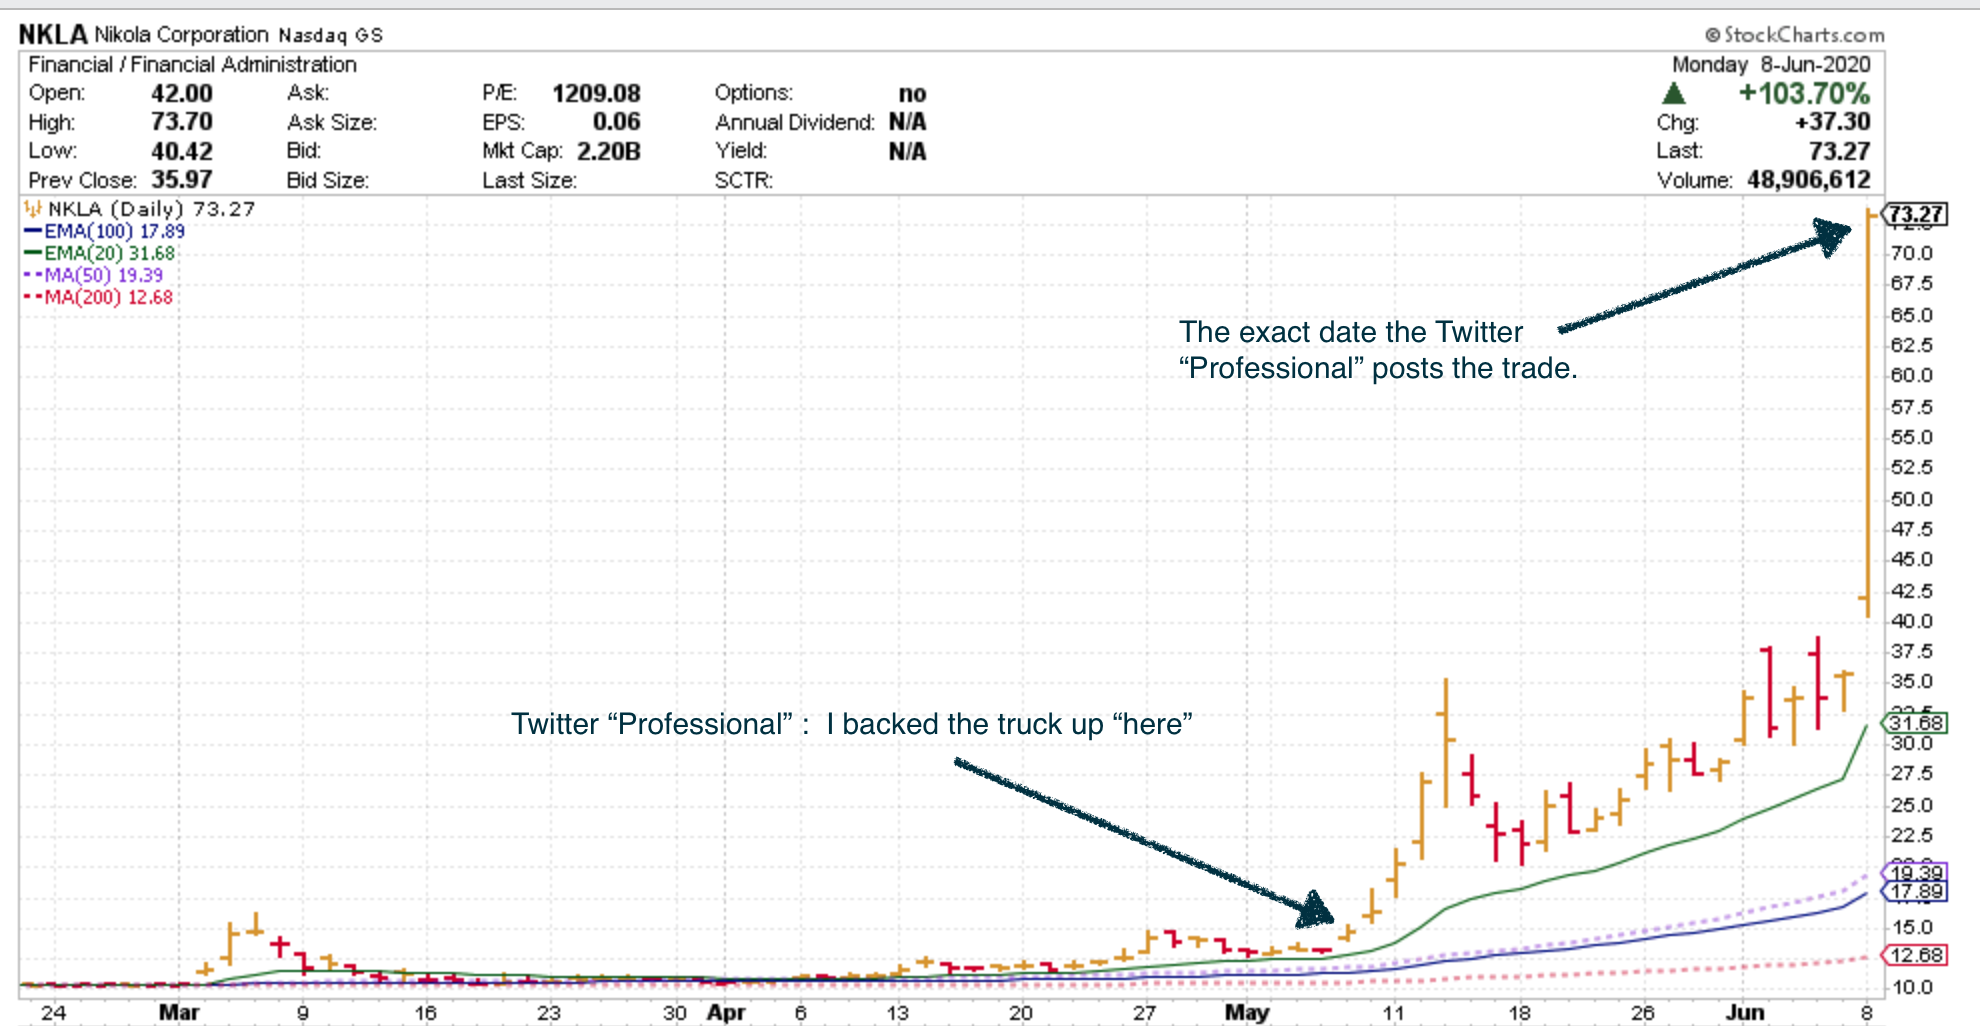 NKLA Nikola Corporation Nasdaq GS © StockCharts.com
Financial / Financial Administration Monday 8-Jun-2020
Open: 42.00 Ask: P/E: 1209.08 Options: no +103.70%
High: 73.70 Ask Size: EPS: 0.06 Annual Dividend: N/A Chg: +37.30
Low: 40.42 Bid: Mkt Cap: 2.20B Yield: N/A Last: 73.27
Prev Close: 35.97 Bid Size: Last Size: SCTR: Volume: 48,906,612
NKLA (Daily) 73.27
EMA(100) 17.89
EMA(20) 31.68
MA(50) 19.39
MA(200) 12.68
73.27
70.0
67.5
65.0
The exact date the Twitter
62.5
“Professional” posts the trade.
60.0
57.5
55.0
52.5
50.0
47.5
45.0
42.5
40.0
37.5
35.0
Twitter “Professional” : I backed the truck up “here”
31.68
30.0
27.5
25.0
22.5
19.39
17.89
15.0
12.68
10.0
24 Mar 9 16 23 30 Apr 6 13 20 27 May 11 18 26 Jun 8